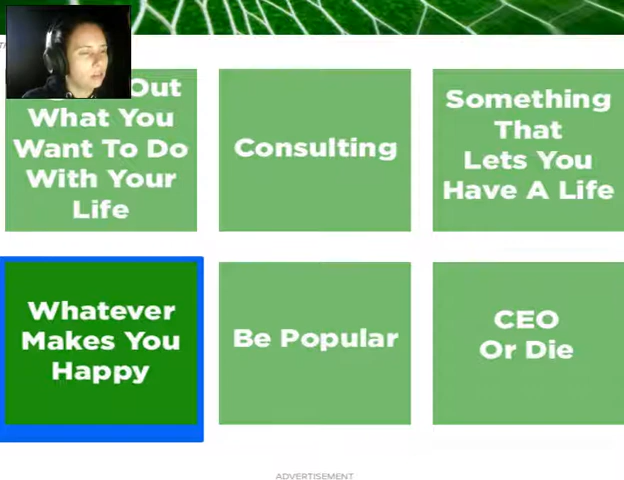 Out
What You
Want To Do
With Your
Life
Consulting
Something
That
Lets You
Have A Life
Whatever
Makes You
Happy
Be Popular
CEO
Or Die
ADVERTISEMENT